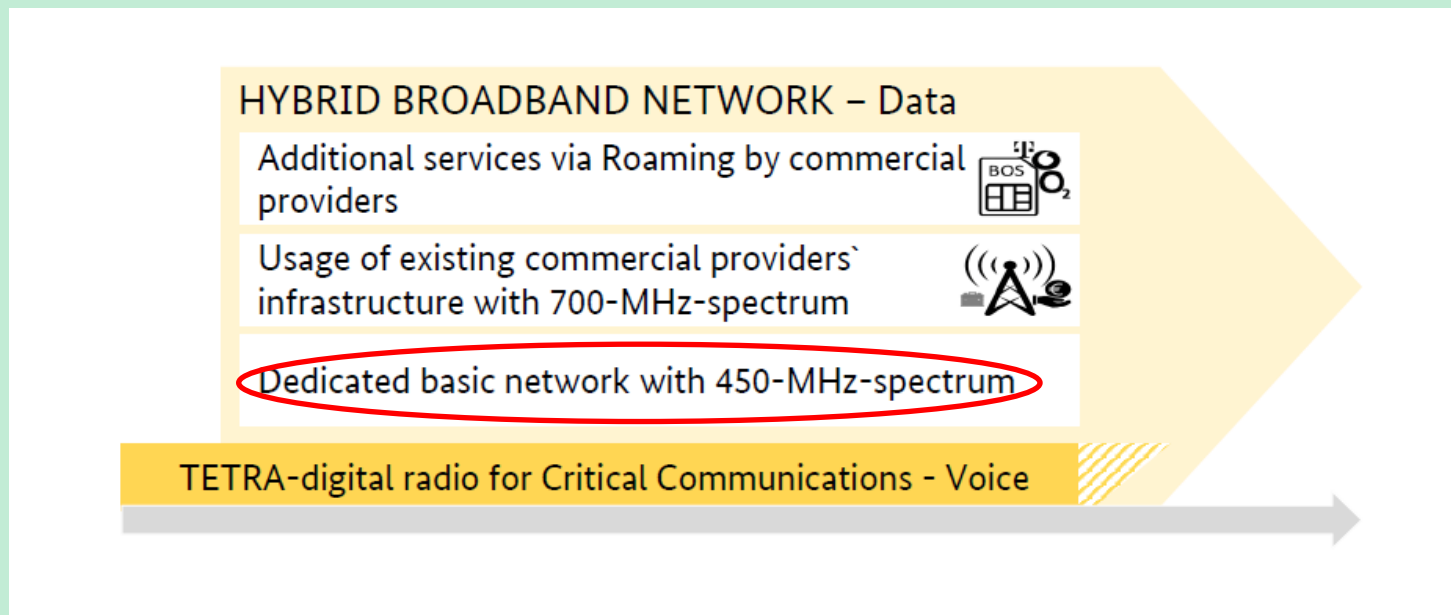 HYBRID BROADBAND NETWORK – Data
Additional services via Roaming by commercial
providers
BOS
T
O2
Usage of existing commercial providers`
infrastructure with 700-MHz-spectrum
€
Dedicated basic network with 450-MHz-spectrum
TETRA-digital radio for Critical Communications - Voice